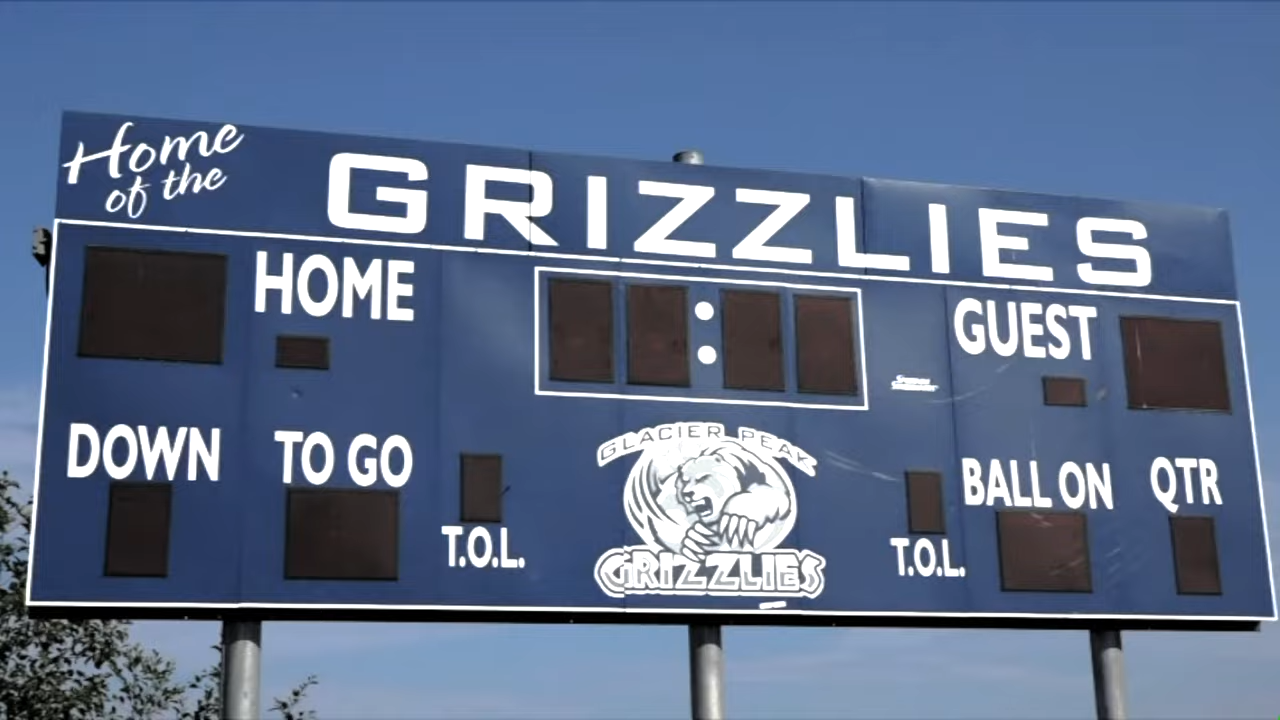 Home
of the
GRIZZLIES
HOME
:
GUEST
DOWN
TO GO
T.O.L.
GLACIER PEAK
GRIZZLIES
T.O.L.
BALL ON
QTR